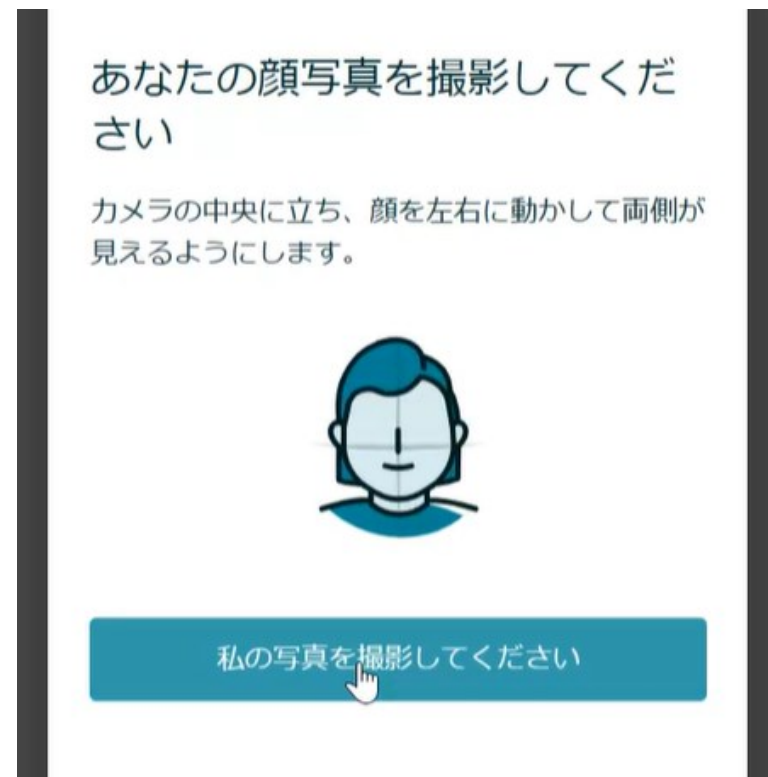 あなたの顔写真を撮影してくだ
さい
カメラの中央に立ち、顔を左右に動かして両側が
見えるようにします。
私の写真を撮影してください